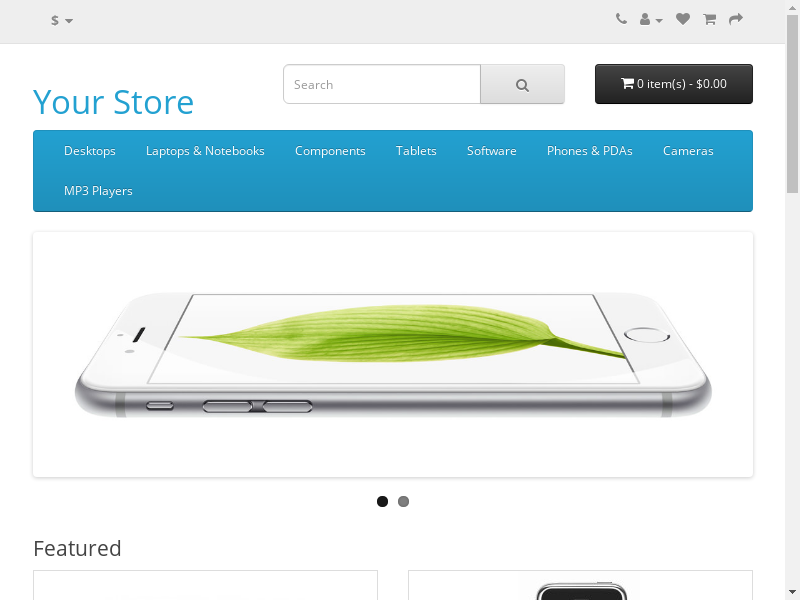 $
Your Store
Search
0 item(s) - $0.00
Desktops
Laptops & Notebooks
Components
Tablets
Software
Phones & PDAs
Cameras
MP3 Players
Featured